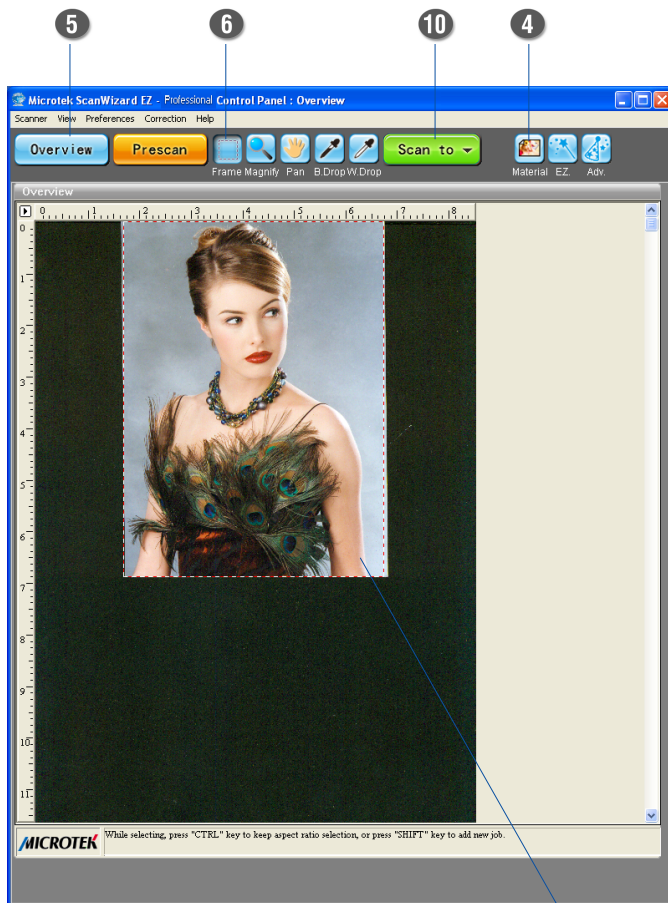 5 6 10 4
Microtek ScanWizard EZ - Professional Control Panel : Overview
Scanner View Preferences Correction Help
Overview Prescan Scan to
Frame Magnify Pan B.Drop W.Drop Material EZ. Adv.
Overview
0 1 2 3 4 5 6 7 8
0
1
2
3
4
5
6
7
8
9
10
11
MICROTEK While selecting, press "CTRL" key to keep aspect ratio selection, or press "SHIFT" key to add new job.